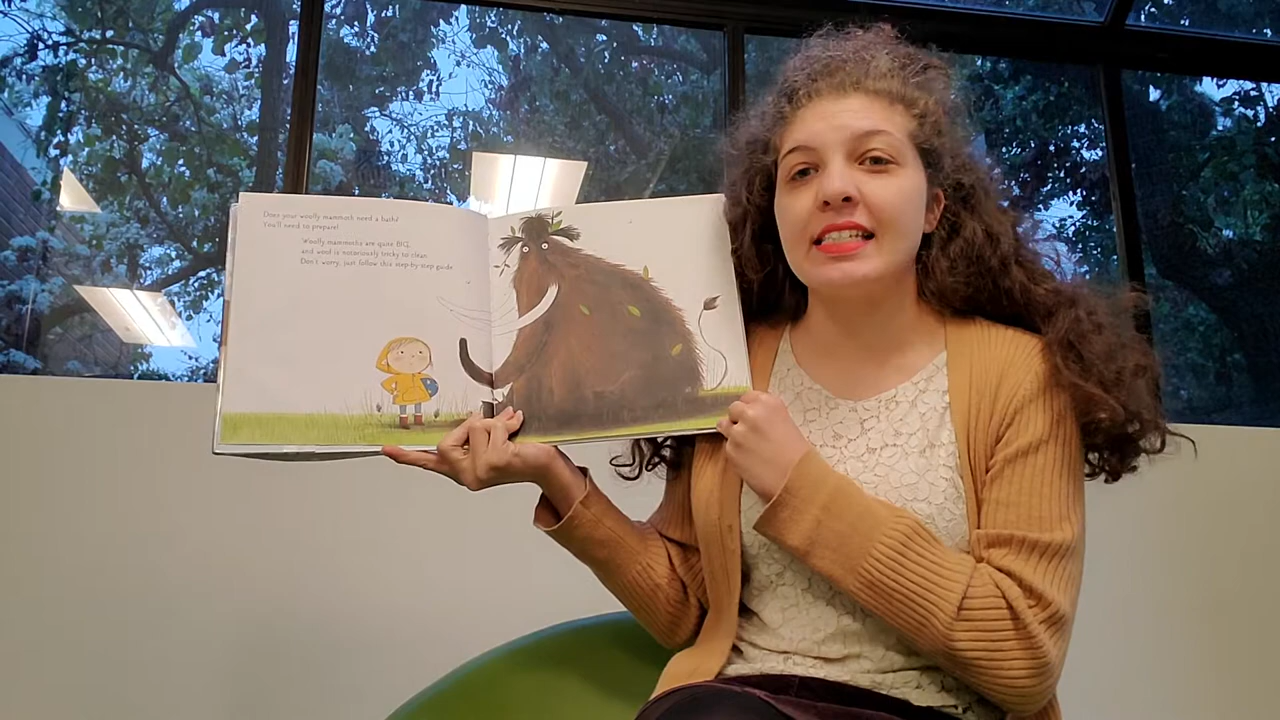 Does your woolly mammoth need a bath?
You'll need to prepare!
Woolly mammoths are quite BIG,
and wool is notoriously tricky to clean.
Don't worry, just follow this step-by-step guide